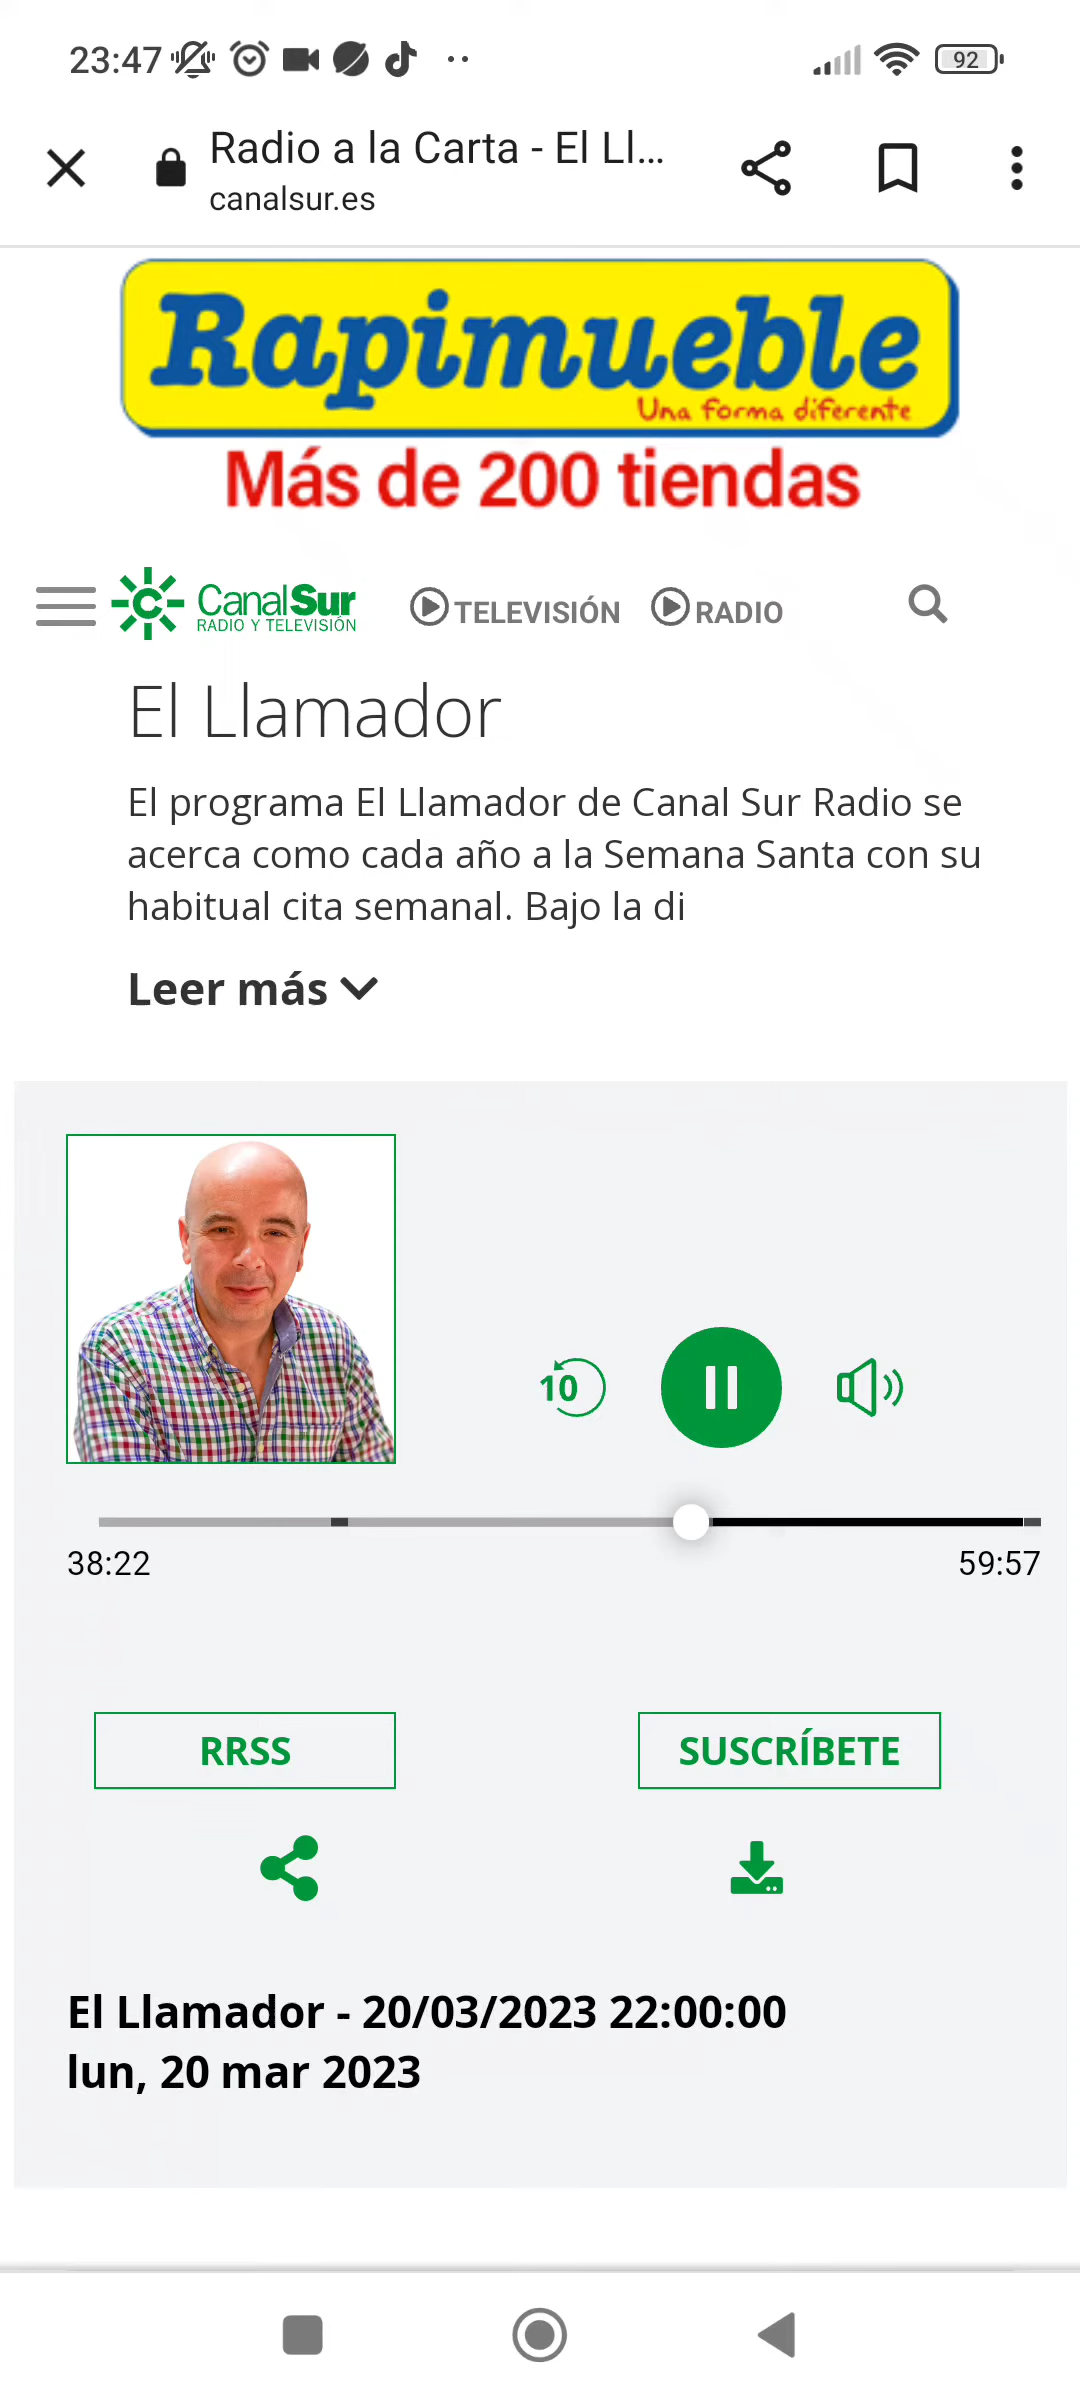 23:47
92
Radio a la Carta - El Ll...
canalsur.es
Rapimueble
Una forma diferente
Más de 200 tiendas
CanalSur
RADIO Y TELEVISIÓN
TELEVISIÓN
RADIO
El Llamador
El programa El Llamador de Canal Sur Radio se
acerca como cada año a la Semana Santa con su
habitual cita semanal. Bajo la di
Leer más
10
38:22
59:57
RRSS
SUSCRÍBETE
El Llamador - 20/03/2023 22:00:00
lun, 20 mar 2023